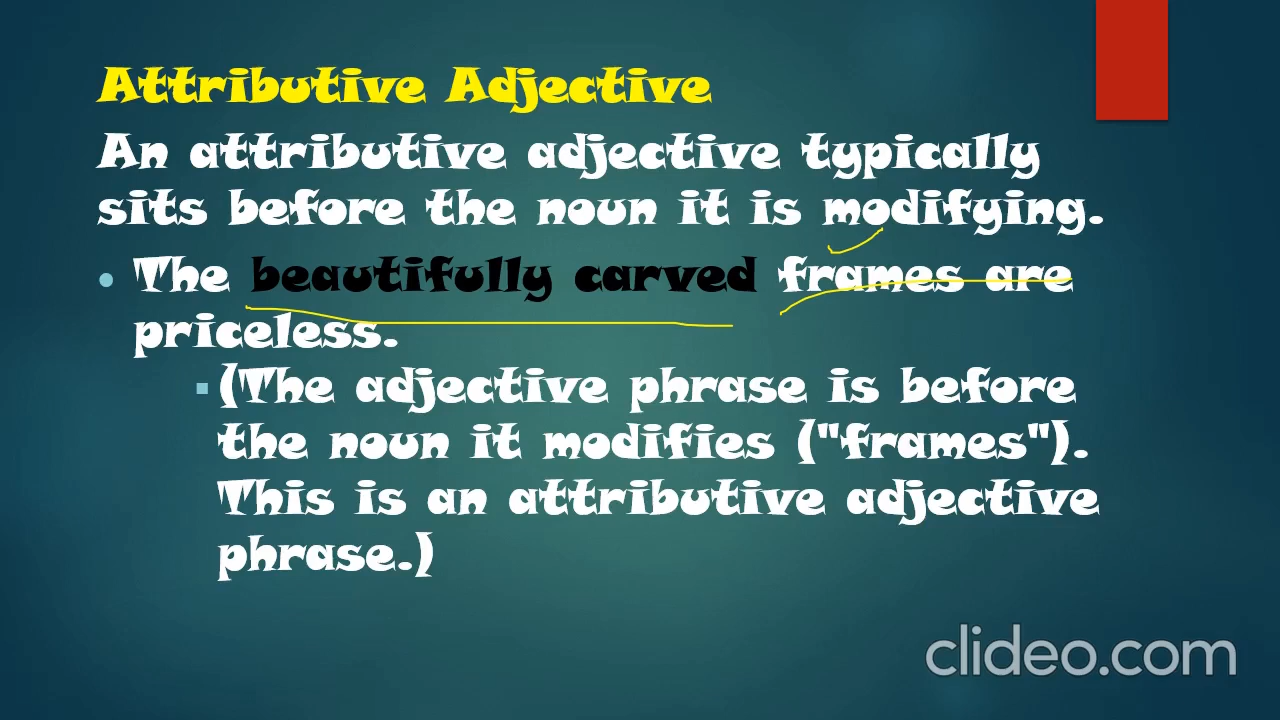 Attributive Adjective
An attributive adjective typically
sits before the noun it is modifying.
• The beautifully carved frames are
priceless.
▪ (The adjective phrase is before
the noun it modifies ("frames").
This is an attributive adjective
phrase.)
clideo.com